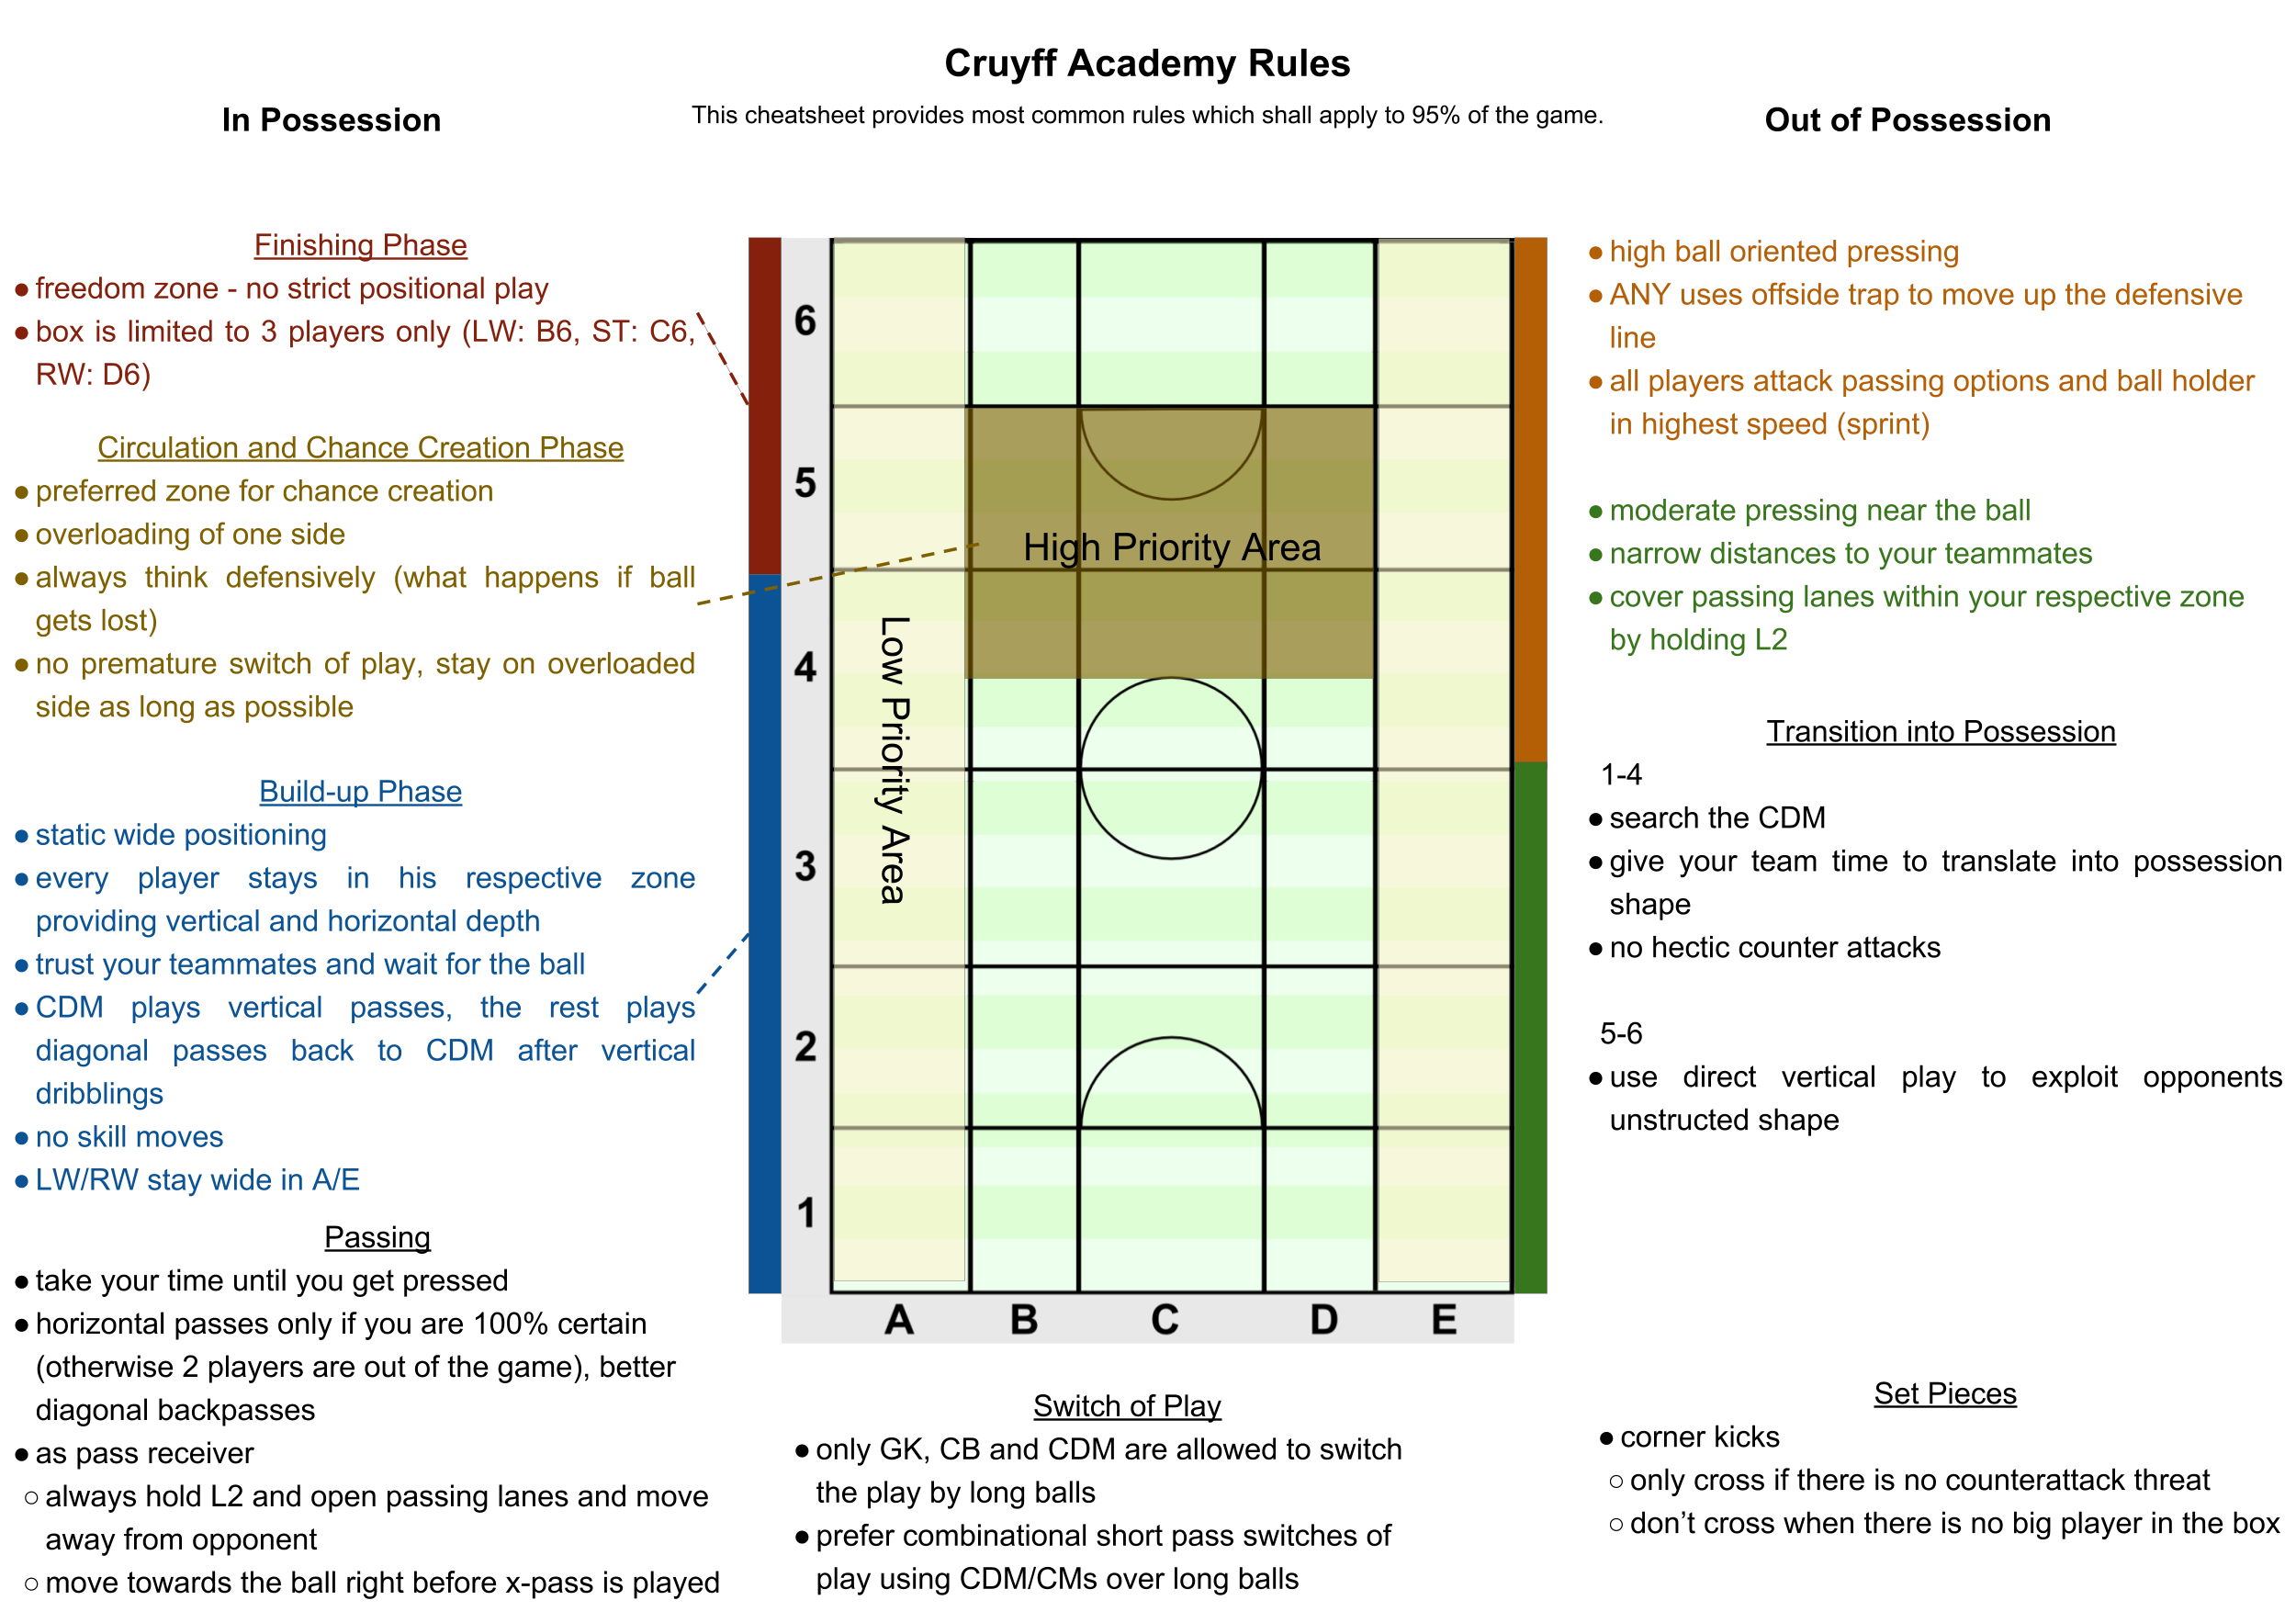 Cruyff Academy Rules
This cheatsheet provides most common rules which shall apply to 95% of the game.
In Possession
Finishing Phase
● freedom zone - no strict positional play
● box is limited to 3 players only (LW: B6, ST: C6,
RW: D6)
Circulation and Chance Creation Phase
● preferred zone for chance creation
● overloading of one side
● always think defensively (what happens if ball
gets lost)
● no premature switch of play, stay on overloaded
side as long as possible
Build-up Phase
● static wide positioning
● every player stays in his respective zone
providing vertical and horizontal depth
● trust your teammates and wait for the ball
● CDM plays vertical passes, the rest plays
diagonal passes back to CDM after vertical
dribblings
● no skill moves
● LW/RW stay wide in A/E
Passing
● take your time until you get pressed
● horizontal passes only if you are 100% certain
(otherwise 2 players are out of the game), better
diagonal backpasses
● as pass receiver
○ always hold L2 and open passing lanes and move
away from opponent
○ move towards the ball right before x-pass is played
6
5
4
3
2
1
High Priority Area
Low Priority Area
A B C D E
Switch of Play
● only GK, CB and CDM are allowed to switch
the play by long balls
● prefer combinational short pass switches of
play using CDM/CMs over long balls
Out of Possession
● high ball oriented pressing
● ANY uses offside trap to move up the defensive
line
● all players attack passing options and ball holder
in highest speed (sprint)
● moderate pressing near the ball
● narrow distances to your teammates
● cover passing lanes within your respective zone
by holding L2
Transition into Possession
1-4
● search the CDM
● give your team time to translate into possession
shape
● no hectic counter attacks
5-6
● use direct vertical play to exploit opponents
unstructed shape
Set Pieces
● corner kicks
○ only cross if there is no counterattack threat
○ don’t cross when there is no big player in the box